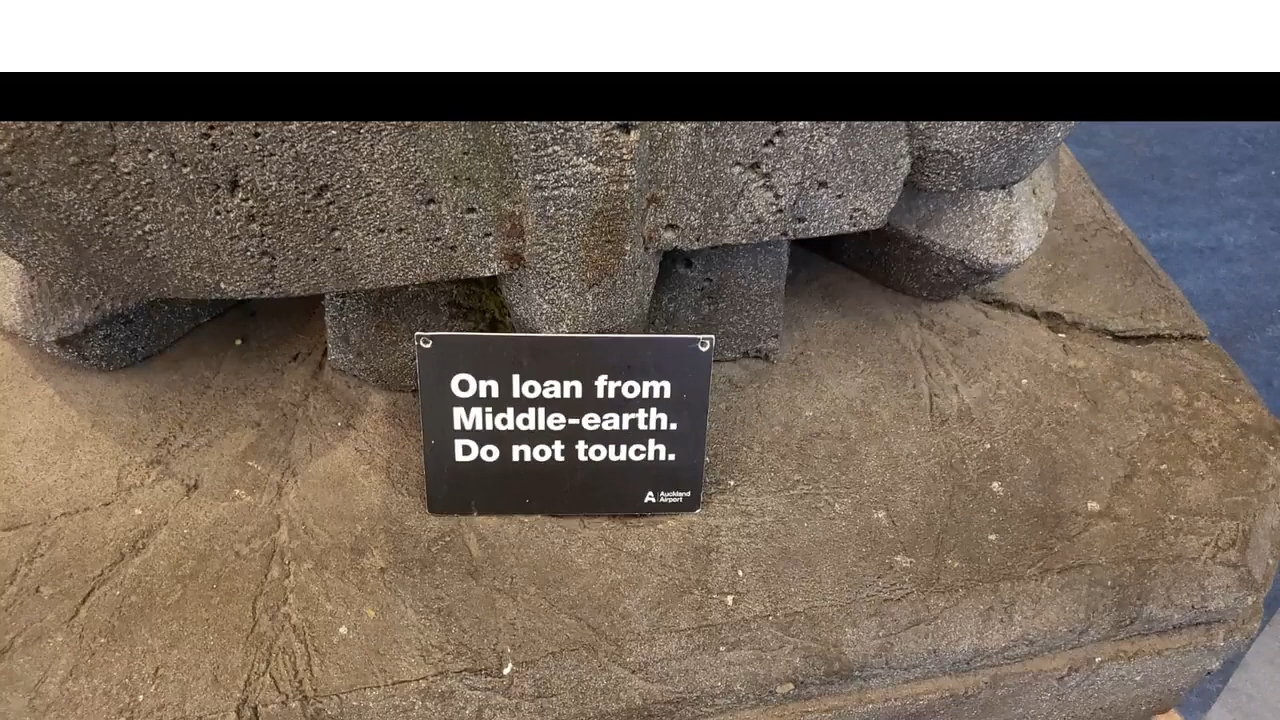 On loan from
Middle-earth.
Do not touch.
Auckland
Airport